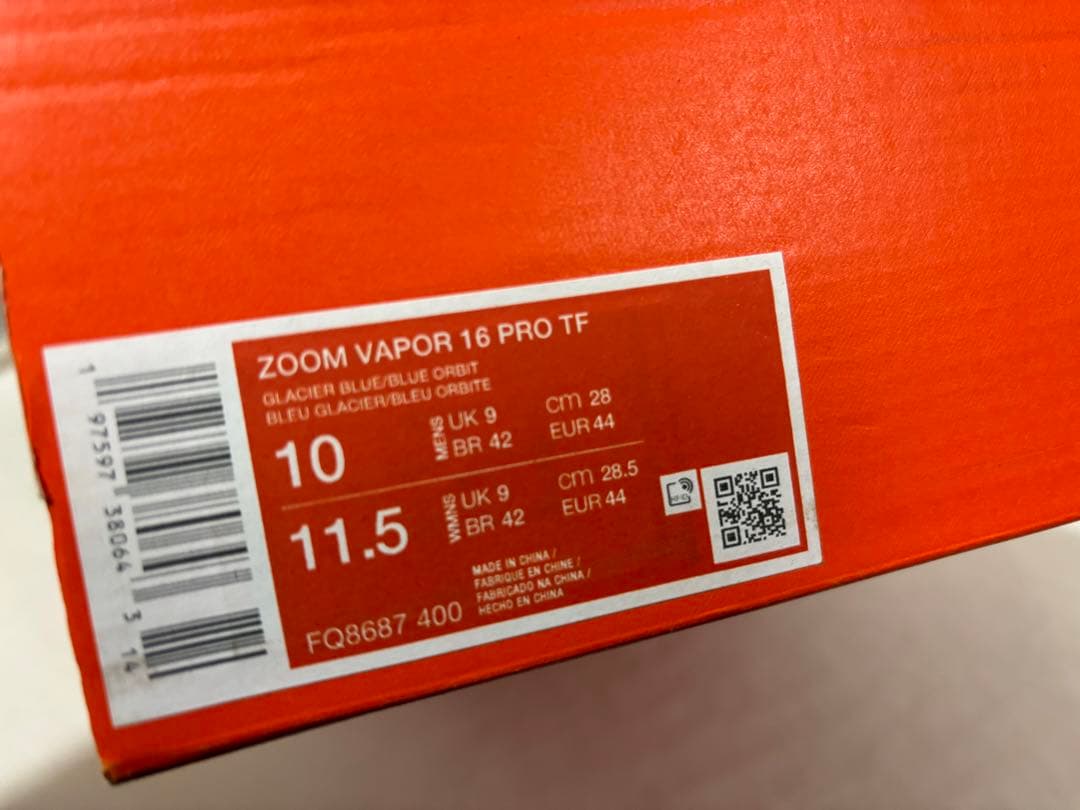 ZOOM VAPOR 16 PRO TF
GLACIER BLUE/BLUE ORBIT
BLEU GLACIER/BLEU ORBITE
10 MENS UK 9 cm 28
BR 42 EUR 44
11.5 WMNS UK 9 cm 28.5
BR 42 EUR 44
RFID
MADE IN CHINA /
FABRIQUE EN CHINE /
FABRICADO NA CHINA /
HECHO EN CHINA
FQ8687 400
1 97597 38064 3 14